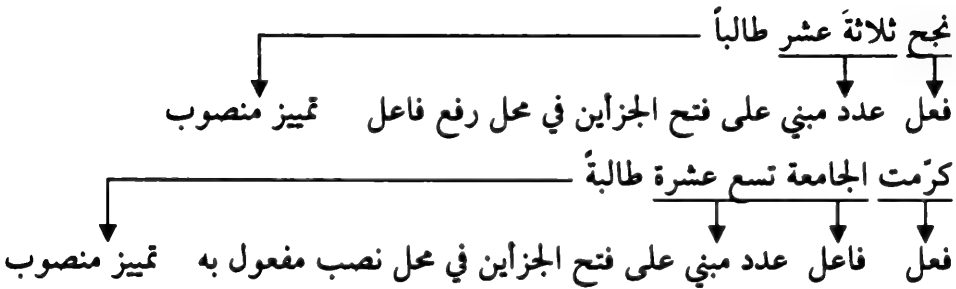 نجح ثلاثةَ عشر طالباً
فعل عدد مبني على فتح الجزأين في محل رفع فاعل تمييز منصوب
كرّمت الجامعة تسع عشرة طالبةً
فعل فاعل عدد مبني على فتح الجزأين في محل نصب مفعول به تمييز منصوب